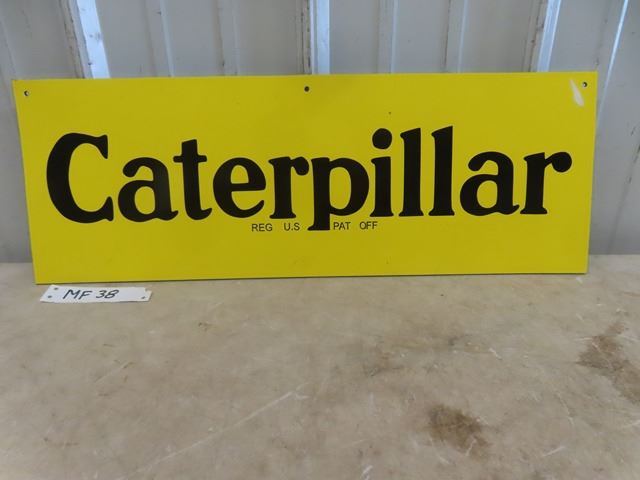 Caterpillar
REG U.S PAT OFF
MF 38